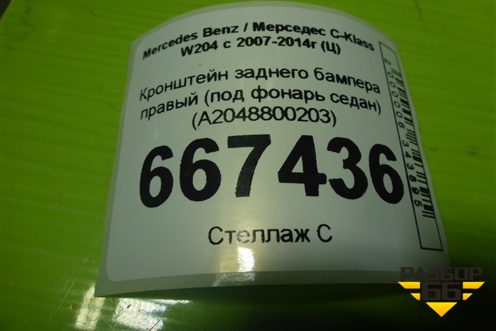 Mercedes Benz / Мерседес C-Klass
W204 с 2007-2014г (Ц)
Кронштейн заднего бампера
правый (под фонарь седан)
(A2048800203)
667436
Стеллаж С
РАЗБОР
66